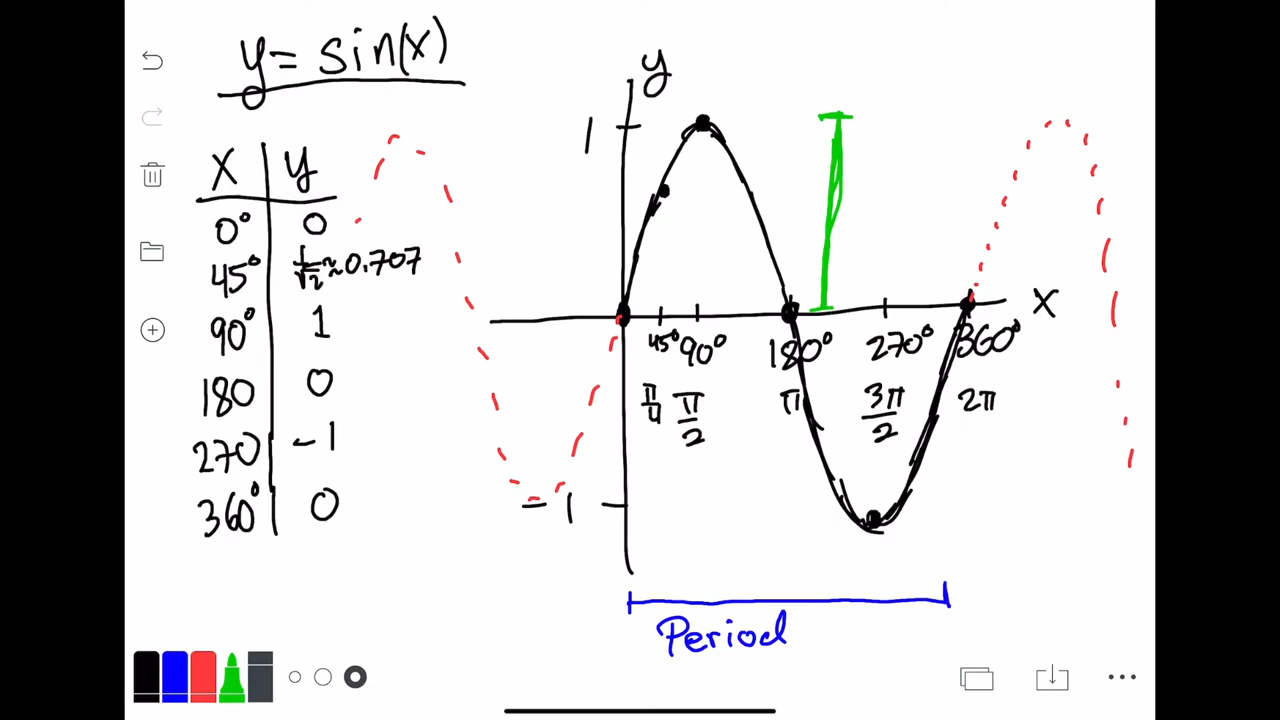 y = sin(x)
x y
0° 0
45° 1/√2 ≈ 0.707
90° 1
180 0
270 -1
360° 0
y
1
-1
x
45° 90° 180° 270° 360°
π/4 π/2 π 3π/2 2π
Period